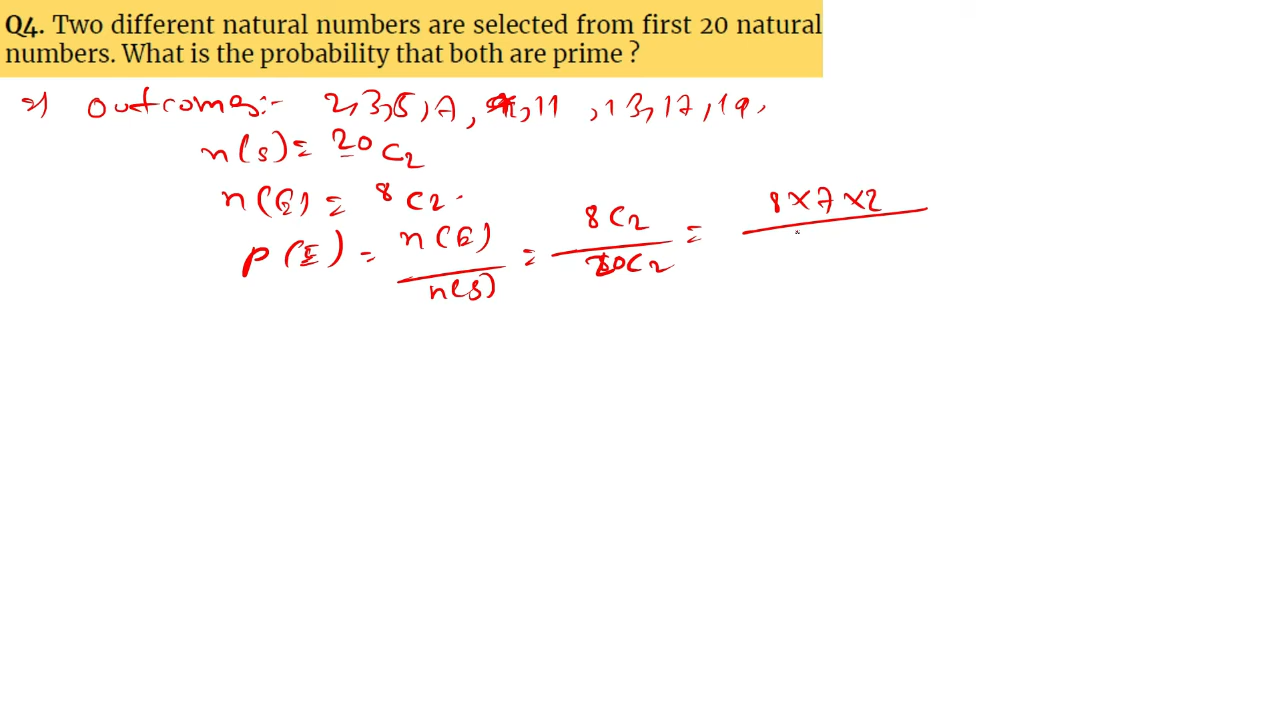 Q4. Two different natural numbers are selected from first 20 natural
numbers. What is the probability that both are prime ?
=) outcomes:- 2,3,5,7, ,11 ,13,17,19,
n(s) = 20C2
n(E) = 8C2.
P(E) = n(E)/n(s) = 8C2/20C2 = 8×7×2